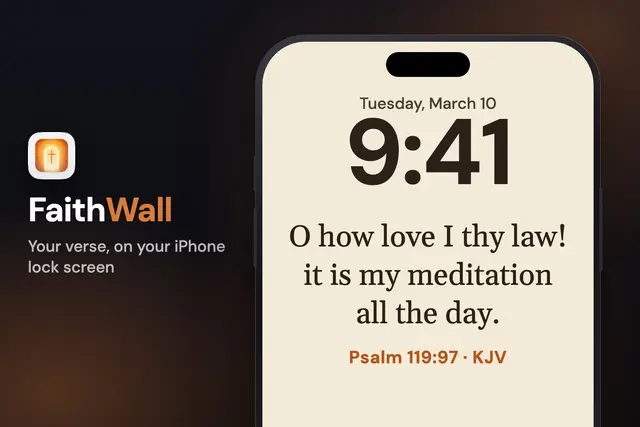 FaithWall
Your verse, on your iPhone
lock screen
Tuesday, March 10
9:41
O how love I thy law!
it is my meditation
all the day.
Psalm 119:97 · KJV